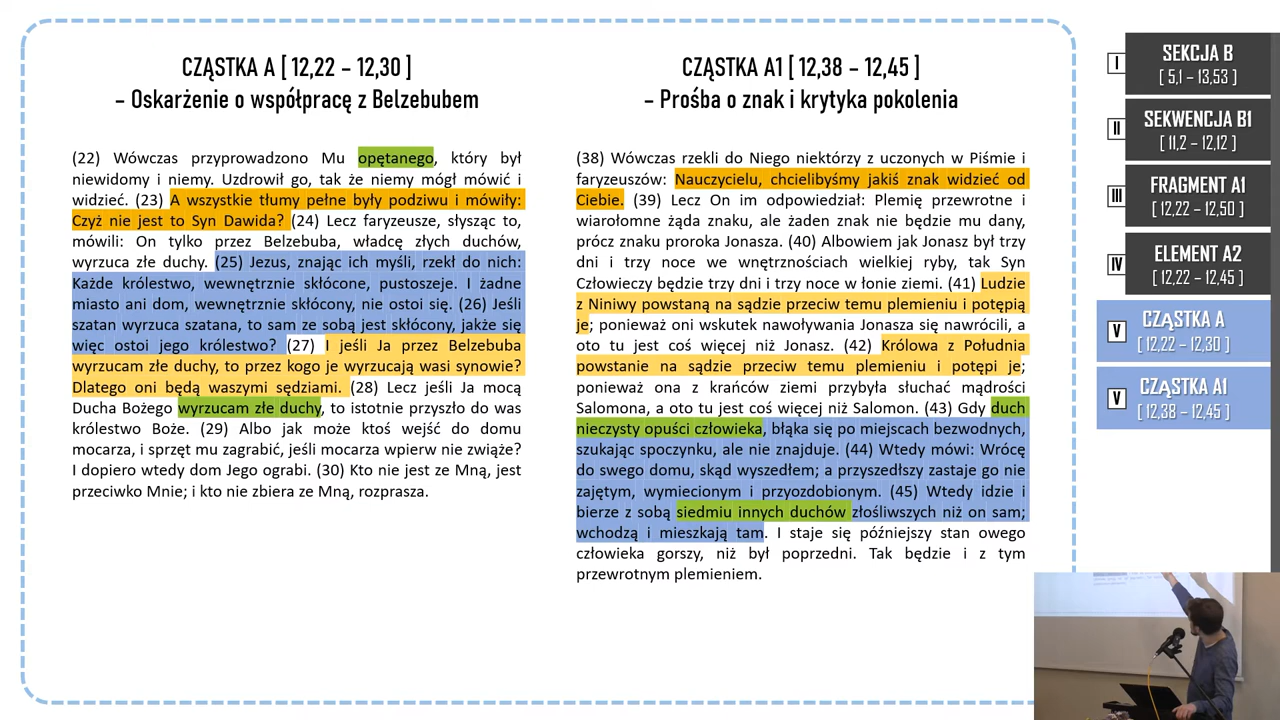 CZĄSTKA A [ 12,22 – 12,30 ]
– Oskarżenie o współpracę z Belzebubem
(22) Wówczas przyprowadzono Mu opętanego, który był
niewidomy i niemy. Uzdrowił go, tak że niemy mógł mówić i
widzieć. (23) A wszystkie tłumy pełne były podziwu i mówiły:
Czyż nie jest to Syn Dawida? (24) Lecz faryzeusze, słysząc to,
mówili: On tylko przez Belzebuba, władcę złych duchów,
wyrzuca złe duchy. (25) Jezus, znając ich myśli, rzekł do nich:
Każde królestwo, wewnętrznie skłócone, pustoszeje. I żadne
miasto ani dom, wewnętrznie skłócony, nie ostoi się. (26) Jeśli
szatan wyrzuca szatana, to sam ze sobą jest skłócony, jakże się
więc ostoi jego królestwo? (27) I jeśli Ja przez Belzebuba
wyrzucam złe duchy, to przez kogo je wyrzucają wasi synowie?
Dlatego oni będą waszymi sędziami. (28) Lecz jeśli Ja mocą
Ducha Bożego wyrzucam złe duchy, to istotnie przyszło do was
królestwo Boże. (29) Albo jak może ktoś wejść do domu
mocarza, i sprzęt mu zagrabić, jeśli mocarza wpierw nie zwiąże?
I dopiero wtedy dom Jego ograbi. (30) Kto nie jest ze Mną, jest
przeciwko Mnie; i kto nie zbiera ze Mną, rozprasza.
CZĄSTKA A1 [ 12,38 – 12,45 ]
– Prośba o znak i krytyka pokolenia
(38) Wówczas rzekli do Niego niektórzy z uczonych w Piśmie i
faryzeuszów: Nauczycielu, chcielibyśmy jakiś znak widzieć od
Ciebie. (39) Lecz On im odpowiedział: Plemię przewrotne i
wiarołomne żąda znaku, ale żaden znak nie będzie mu dany,
prócz znaku proroka Jonasza. (40) Albowiem jak Jonasz był trzy
dni i trzy noce we wnętrznościach wielkiej ryby, tak Syn
Człowieczy będzie trzy dni i trzy noce w łonie ziemi. (41) Ludzie
z Niniwy powstaną na sądzie przeciw temu plemieniu i potępią
je; ponieważ oni wskutek nawoływania Jonasza się nawrócili, a
oto tu jest coś więcej niż Jonasz. (42) Królowa z Południa
powstanie na sądzie przeciw temu plemieniu i potępi je;
ponieważ ona z krańców ziemi przybyła słuchać mądrości
Salomona, a oto tu jest coś więcej niż Salomon. (43) Gdy duch
nieczysty opuści człowieka, błąka się po miejscach bezwodnych,
szukając spoczynku, ale nie znajduje. (44) Wtedy mówi: Wrócę
do swego domu, skąd wyszedłem; a przyszedłszy zastaje go nie
zajętym, wymiecionym i przyozdobionym. (45) Wtedy idzie i
bierze z sobą siedmiu innych duchów złośliwszych niż on sam;
wchodzą i mieszkają tam. I staje się późniejszy stan owego
człowieka gorszy, niż był poprzedni. Tak będzie i z tym
przewrotnym plemieniem.
I
SEKCJA B
[ 5,1 – 13,53 ]
II
SEKWENCJA B1
[ 11,2 – 12,12 ]
III
FRAGMENT A1
[ 12,22 – 12,50 ]
IV
ELEMENT A2
[ 12,22 – 12,45 ]
V
CZĄSTKA A
[ 12,22 – 12,30 ]
V
CZĄSTKA A1
[ 12,38 – 12,45 ]